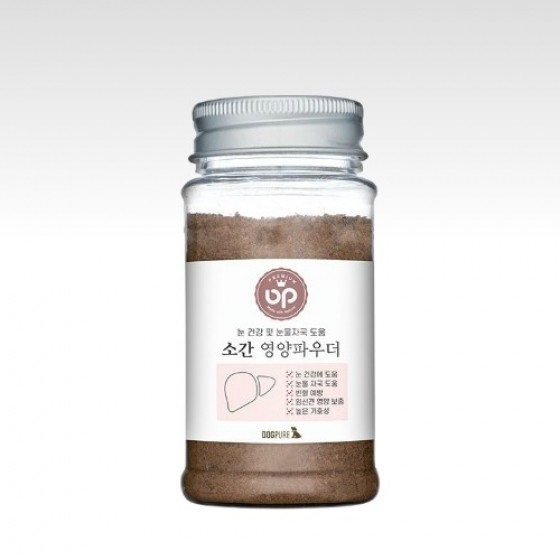 PREMIUM
눈 건강 및 눈물자국 도움
소간 영양파우더
눈 건강에 도움
눈물 자국 도움
빈혈 예방
임신견 영양 보충
높은 기호성
DOGPURE